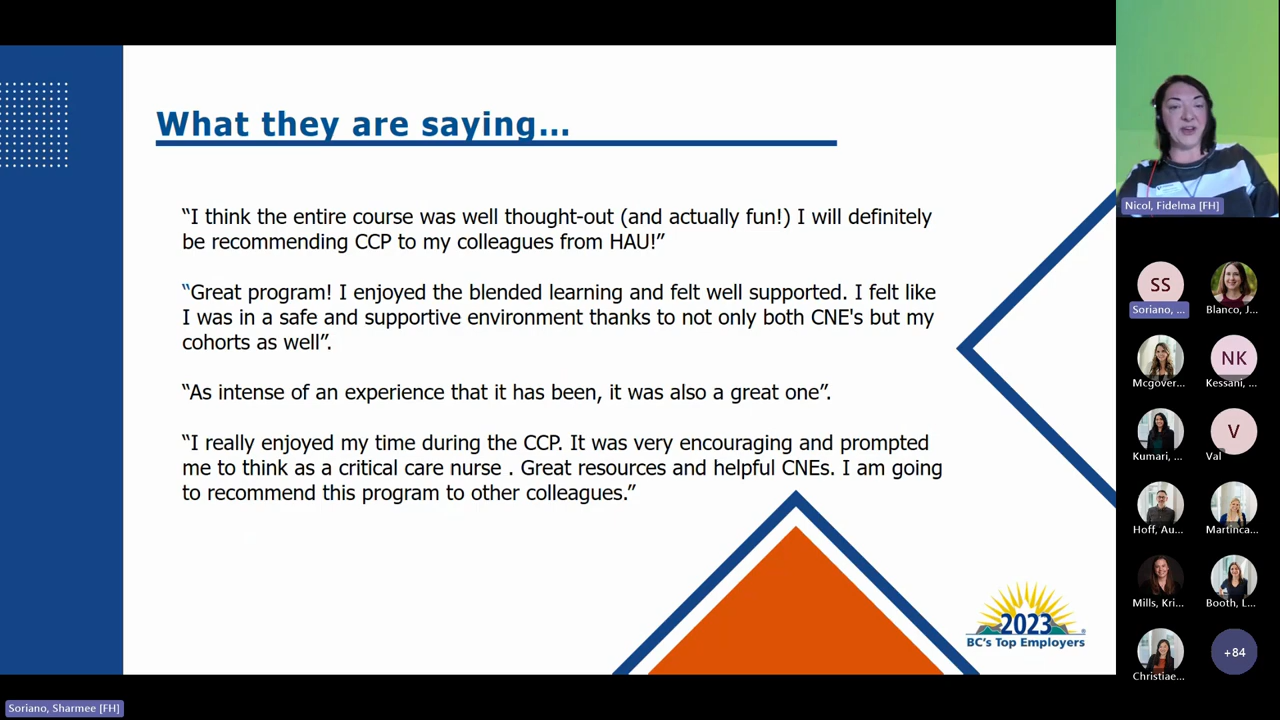 What they are saying...
“I think the entire course was well thought-out (and actually fun!) I will definitely
be recommending CCP to my colleagues from HAU!”
“Great program! I enjoyed the blended learning and felt well supported. I felt like
I was in a safe and supportive environment thanks to not only both CNE's but my
cohorts as well”.
“As intense of an experience that it has been, it was also a great one”.
“I really enjoyed my time during the CCP. It was very encouraging and prompted
me to think as a critical care nurse . Great resources and helpful CNEs. I am going
to recommend this program to other colleagues.”
2023
BC's Top Employers
Nicol, Fidelma [FH]
SS
Soriano, ...
Blanco, J...
Mcgover...
NK
Kessani, ...
Kumari, ...
V
Val
Hoff, Au...
Martinca...
Mills, Kri...
Booth, L...
Christiae...
+84
Soriano, Sharmee [FH]